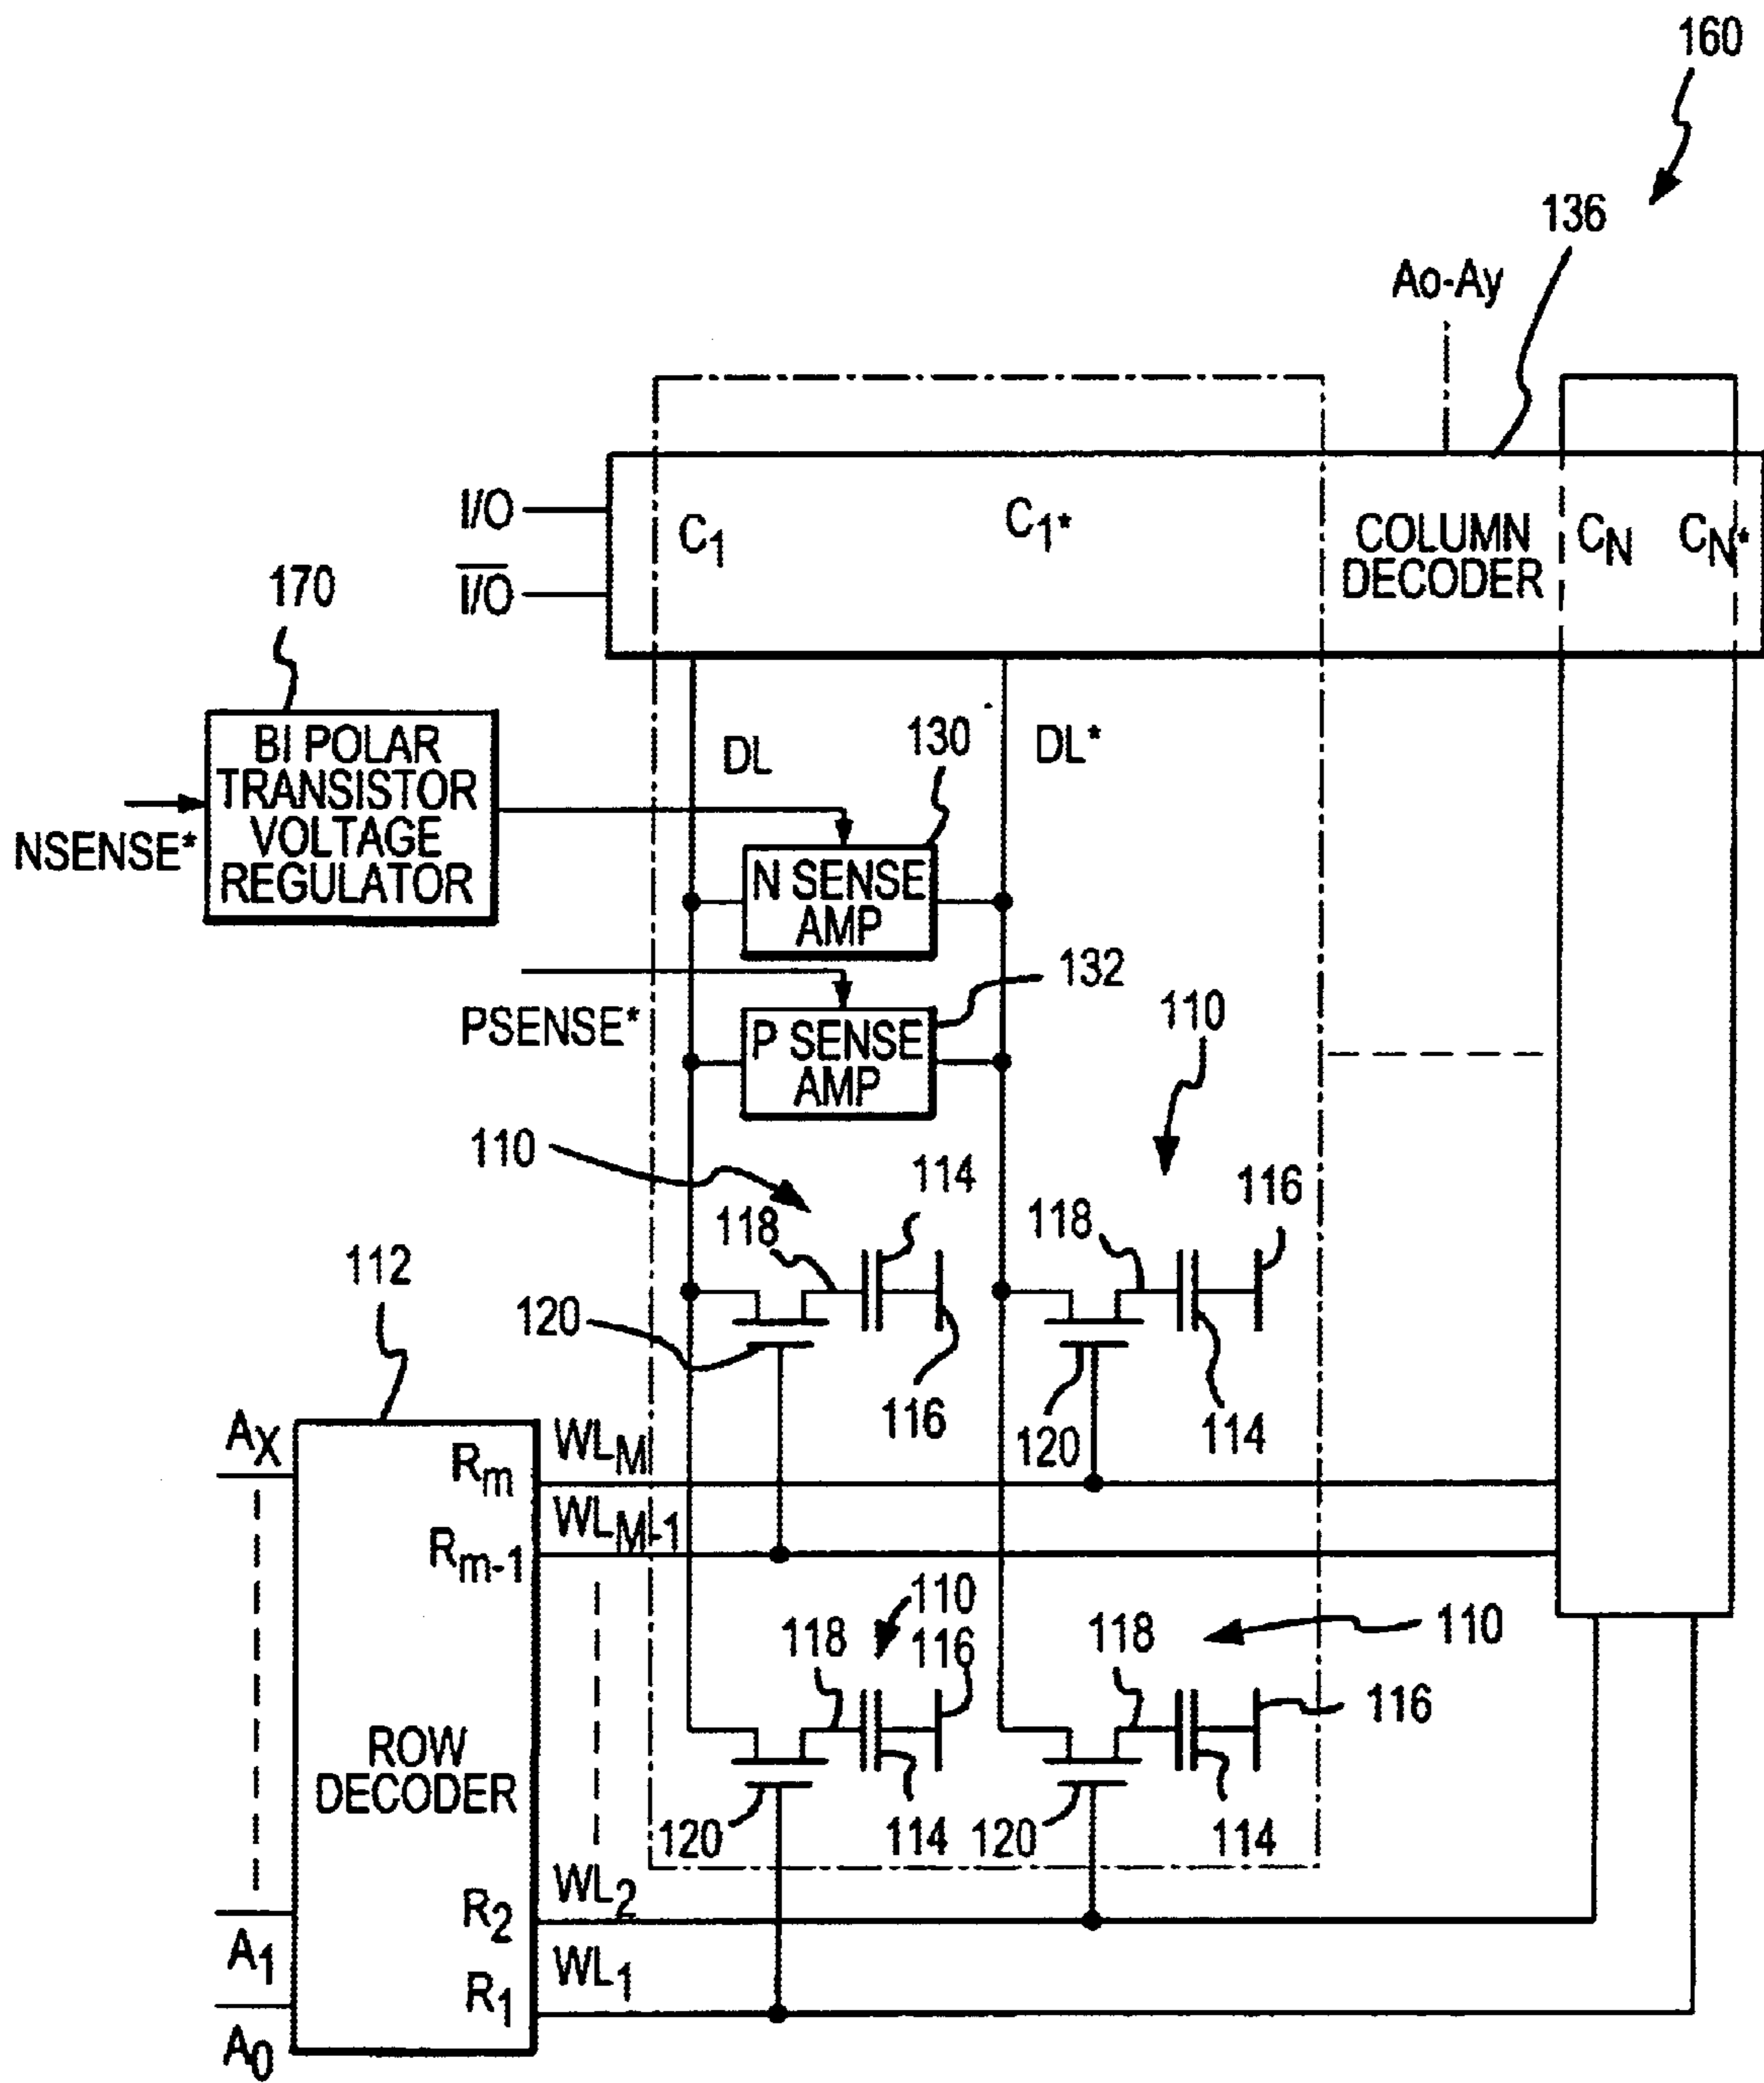 160
136
Ao-Ay
I/O
I/O
C1
C1*
COLUMN
DECODER
CN
CN*
170
BI POLAR
TRANSISTOR
VOLTAGE
REGULATOR
NSENSE*
DL
130
DL*
N SENSE
AMP
132
PSENSE*
P SENSE
AMP
110
110
114
116
118
118
112
120
116
120
114
AX
Rm
WLM
Rm-1
WLM-1
110
118
116
118
110
116
ROW
DECODER
120
114
120
114
R2
WL2
A1
R1
WL1
A0